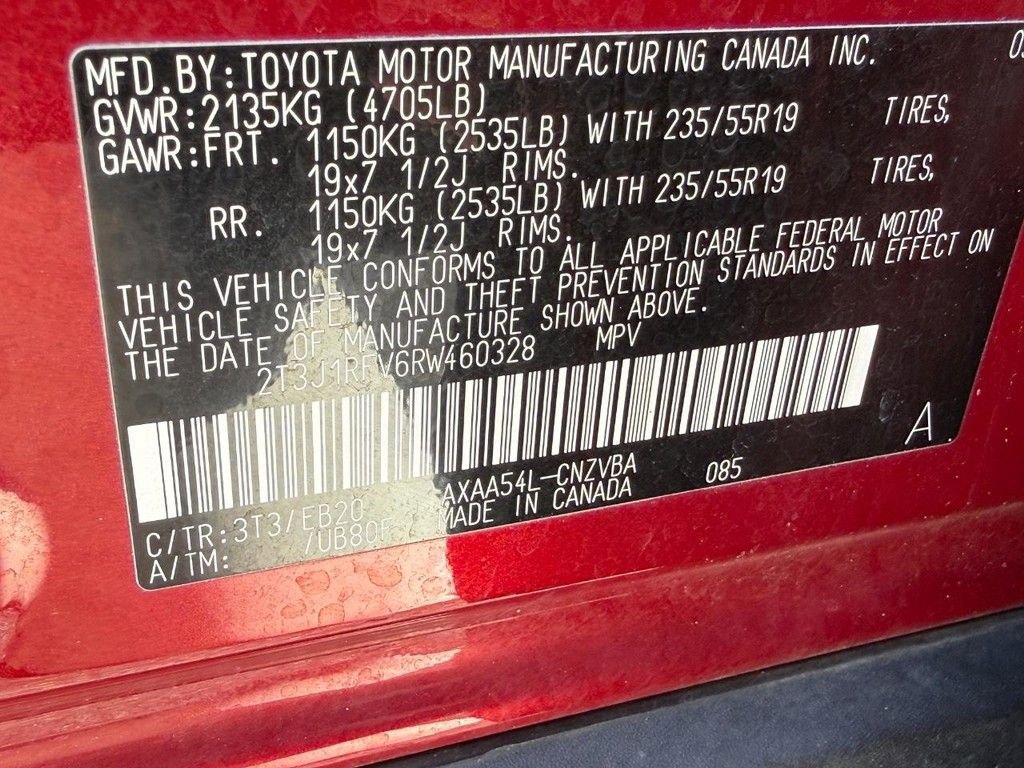 MFD.BY:TOYOTA MOTOR MANUFACTURING CANADA INC.
GVWR:2135KG (4705LB)
GAWR:FRT. 1150KG (2535LB) WITH 235/55R19 TIRES,
19x7 1/2J RIMS.
RR. 1150KG (2535LB) WITH 235/55R19 TIRES,
19x7 1/2J RIMS.
THIS VEHICLE CONFORMS TO ALL APPLICABLE FEDERAL MOTOR
VEHICLE SAFETY AND THEFT PREVENTION STANDARDS IN EFFECT ON
THE DATE OF MANUFACTURE SHOWN ABOVE.
2T3J1RFV6RW460328 MPV
A
AXAA54L-CNZVBA 085
C/TR:3T3/EB20 MADE IN CANADA
A/TM: /UB80F